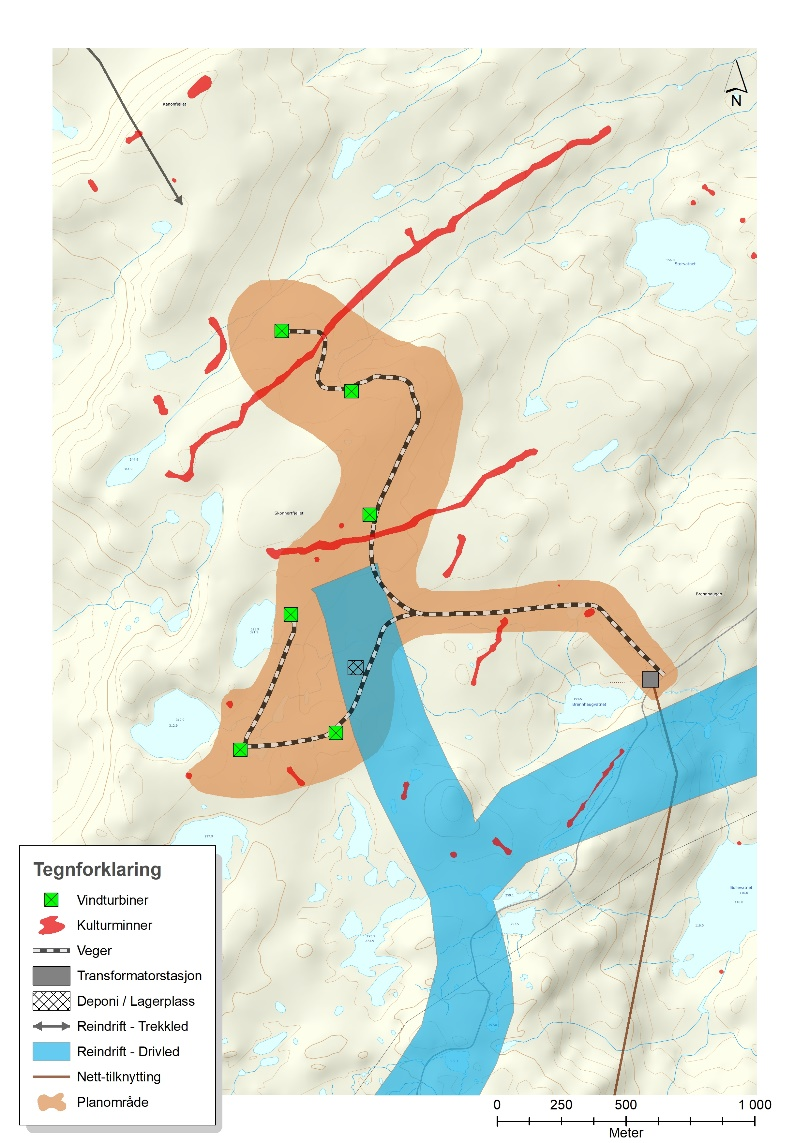 N
Tegnforklaring
Vindturbiner
Kulturminner
Veger
Transformatorstasjon
Deponi / Lagerplass
Reindrift - Trekkled
Reindrift - Drivled
Nett-tilknytting
Planområde
0 250 500 1 000
Meter